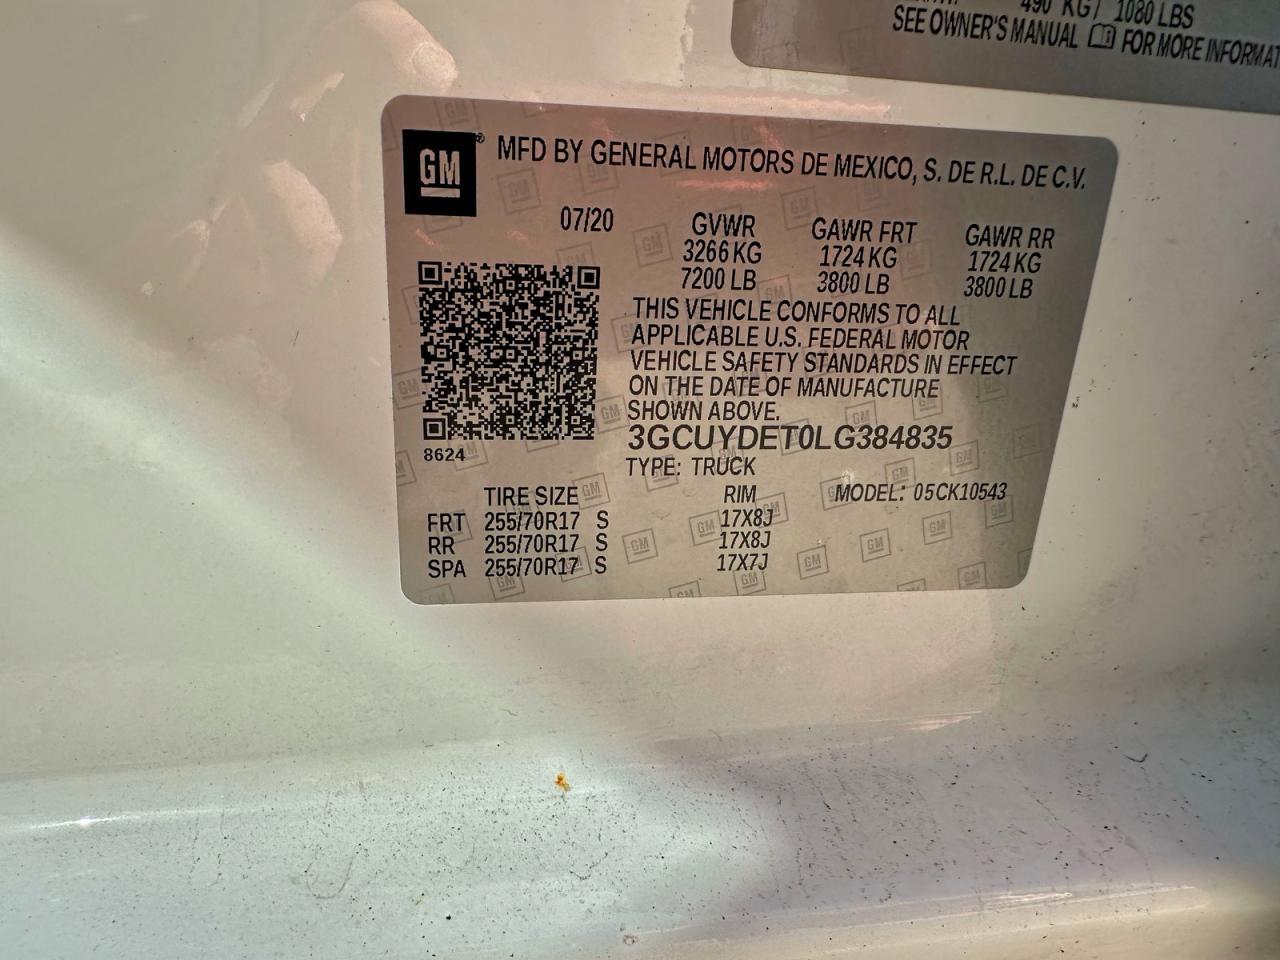 490 KG 1080 LBS
SEE OWNER'S MANUAL FOR MORE
GM ® MFD BY GENERAL MOTORS DE MEXICO, S. DE R.L. DE C.V.
07/20 GVWR GAWR FRT GAWR RR
3266 KG 1724 KG 1724 KG
7200 LB 3800 LB 3800 LB
THIS VEHICLE CONFORMS TO ALL
APPLICABLE U.S. FEDERAL MOTOR
VEHICLE SAFETY STANDARDS IN EFFECT
ON THE DATE OF MANUFACTURE
SHOWN ABOVE.
3GCUYDET0LG384835
8624
TYPE: TRUCK
TIRE SIZE RIM MODEL: 05CK10543
FRT 255/70R17 S 17X8J
RR 255/70R17 S 17X8J
SPA 255/70R17 S 17X7J